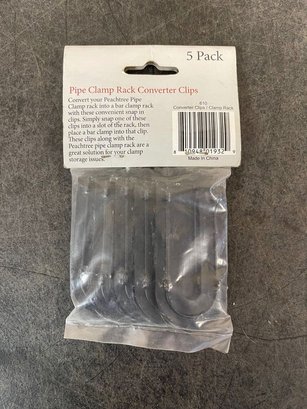 5 Pack
Pipe Clamp Rack Converter Clips
Convert your Peachtree Pipe
Clamp rack into a bar clamp rack
with these convenient snap in
clips. Simply snap one of these
clips into a slot of the rack, then
place a bar clamp into that clip.
These clips along with the
Peachtree pipe clamp rack are a
great solution for your clamp
storage issues.
810
Converter Clips / Clamp Rack
Made in China